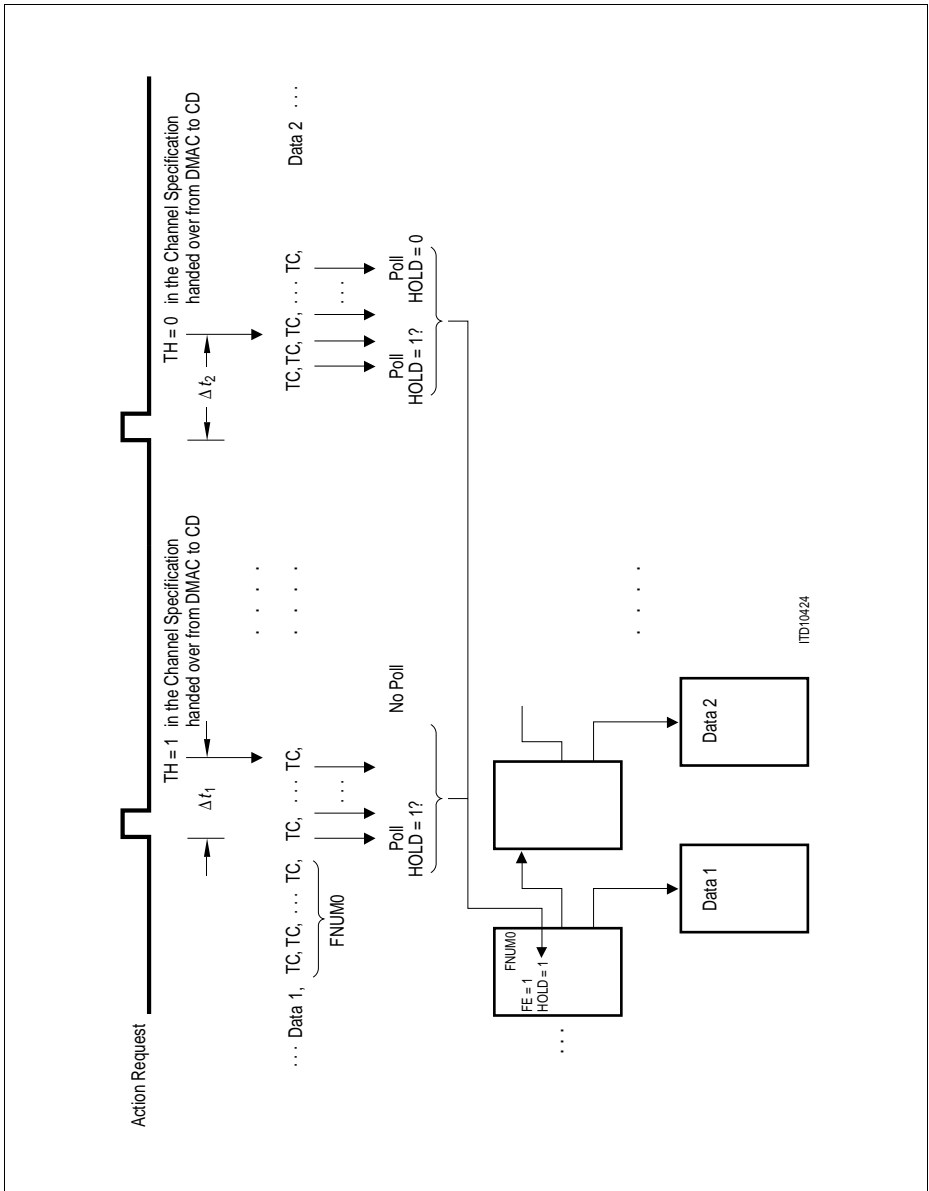 Action Request
TH = 1 in the Channel Specification
handed over from DMAC to CD
TH = 0 in the Channel Specification
handed over from DMAC to CD
Δt1
Δt2
. . . .
· · · Data 1, TC, TC, · · · TC, TC, · · · TC, . . . . TC, TC, TC, · · · TC, Data 2 · · ·
FNUM0
· · ·
· · ·
Poll
HOLD = 1?
No Poll
Poll
HOLD = 1?
Poll
HOLD = 0
· · ·
FNUM0
FE = 1
HOLD = 1
. . . .
Data 1
Data 2
ITD10424